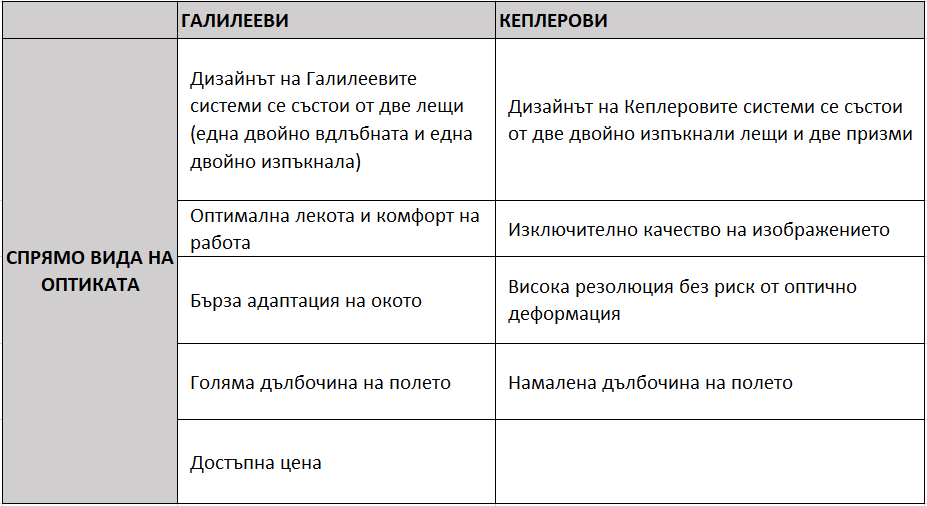 ГАЛИЛЕЕВИ
КЕПЛЕРОВИ
СПРЯМО ВИДА НА
ОПТИКАТА
Дизайнът на Галилеевите
системи се състои от две лещи
(една двойно вдлъбната и една
двойно изпъкнала)
Дизайнът на Кеплеровите системи се състои
от две двойно изпъкнали лещи и две призми
Оптимална лекота и комфорт на
работа
Изключително качество на изображението
Бърза адаптация на окото
Висока резолюция без риск от оптично
деформация
Голяма дълбочина на полето
Намалена дълбочина на полето
Достъпна цена